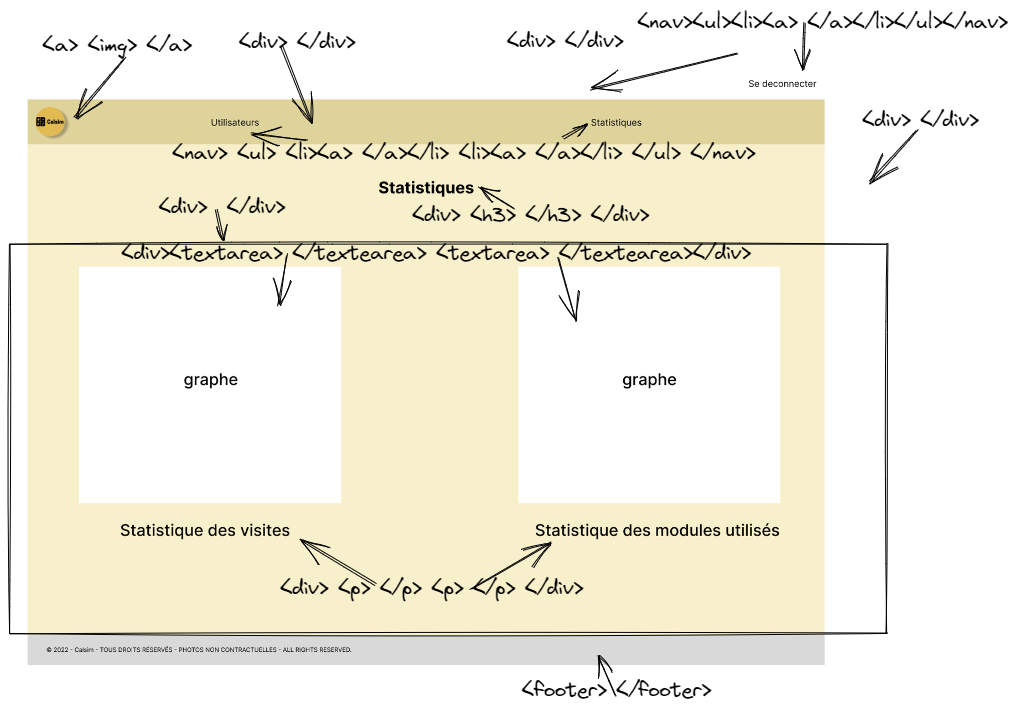 <nav><ul><li><a> </a></li></ul></nav>
<a> <img> </a>
<div> </div>
<div> </div>
Se deconnecter
Calsim
Utilisateurs
Statistiques
<div> </div>
<nav> <ul> <li><a> </a></li> <li><a> </a></li> </ul> </nav>
Statistiques
<div> </div>
<div> <h3> </h3> </div>
<div><textarea> </textearea> <textarea> </textearea></div>
graphe
graphe
Statistique des visites
Statistique des modules utilisés
<div> <p> </p> <p> </p> </div>
© 2022 - Calsim - TOUS DROITS RÉSERVÉS - PHOTOS NON CONTRACTUELLES - ALL RIGHTS RESERVED.
<footer> </footer>